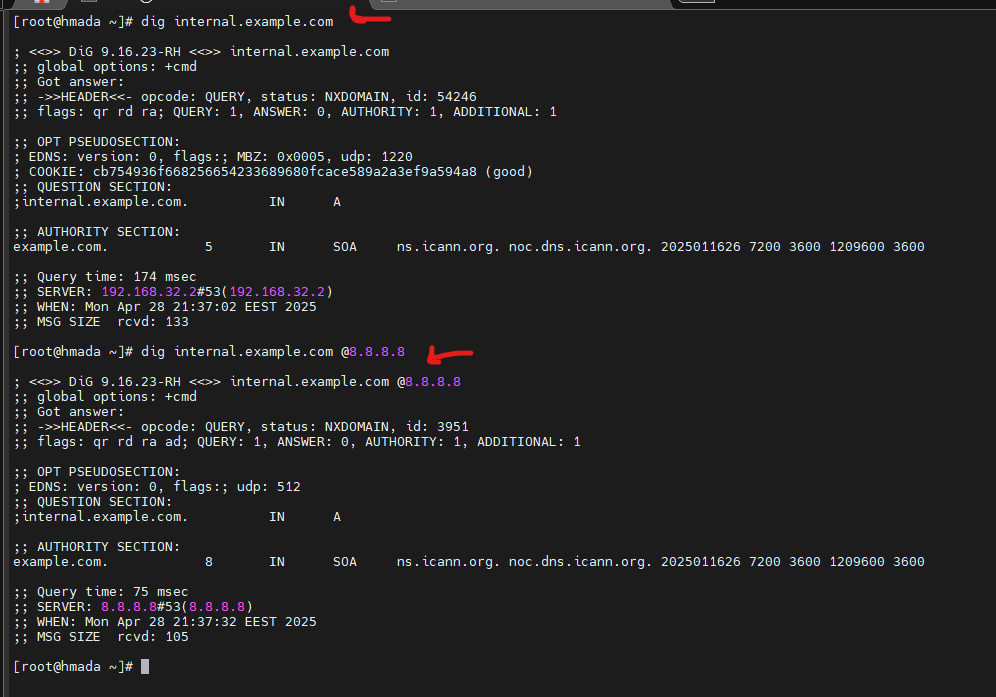 [root@hmada ~]# dig internal.example.com
; <<>> DiG 9.16.23-RH <<>> internal.example.com
;; global options: +cmd
;; Got answer:
;; ->>HEADER<<- opcode: QUERY, status: NXDOMAIN, id: 54246
;; flags: qr rd ra; QUERY: 1, ANSWER: 0, AUTHORITY: 1, ADDITIONAL: 1
;; OPT PSEUDOSECTION:
; EDNS: version: 0, flags:; MBZ: 0x0005, udp: 1220
; COOKIE: cb754936f668256654233689680fcace589a2a3ef9a594a8 (good)
;; QUESTION SECTION:
;internal.example.com. IN A
;; AUTHORITY SECTION:
example.com. 5 IN SOA ns.icann.org. noc.dns.icann.org. 2025011626 7200 3600 1209600 3600
;; Query time: 174 msec
;; SERVER: 192.168.32.2#53(192.168.32.2)
;; WHEN: Mon Apr 28 21:37:02 EEST 2025
;; MSG SIZE rcvd: 133
[root@hmada ~]# dig internal.example.com @8.8.8.8
; <<>> DiG 9.16.23-RH <<>> internal.example.com @8.8.8.8
;; global options: +cmd
;; Got answer:
;; ->>HEADER<<- opcode: QUERY, status: NXDOMAIN, id: 3951
;; flags: qr rd ra ad; QUERY: 1, ANSWER: 0, AUTHORITY: 1, ADDITIONAL: 1
;; OPT PSEUDOSECTION:
; EDNS: version: 0, flags:; udp: 512
;; QUESTION SECTION:
;internal.example.com. IN A
;; AUTHORITY SECTION:
example.com. 8 IN SOA ns.icann.org. noc.dns.icann.org. 2025011626 7200 3600 1209600 3600
;; Query time: 75 msec
;; SERVER: 8.8.8.8#53(8.8.8.8)
;; WHEN: Mon Apr 28 21:37:32 EEST 2025
;; MSG SIZE rcvd: 105
[root@hmada ~]#